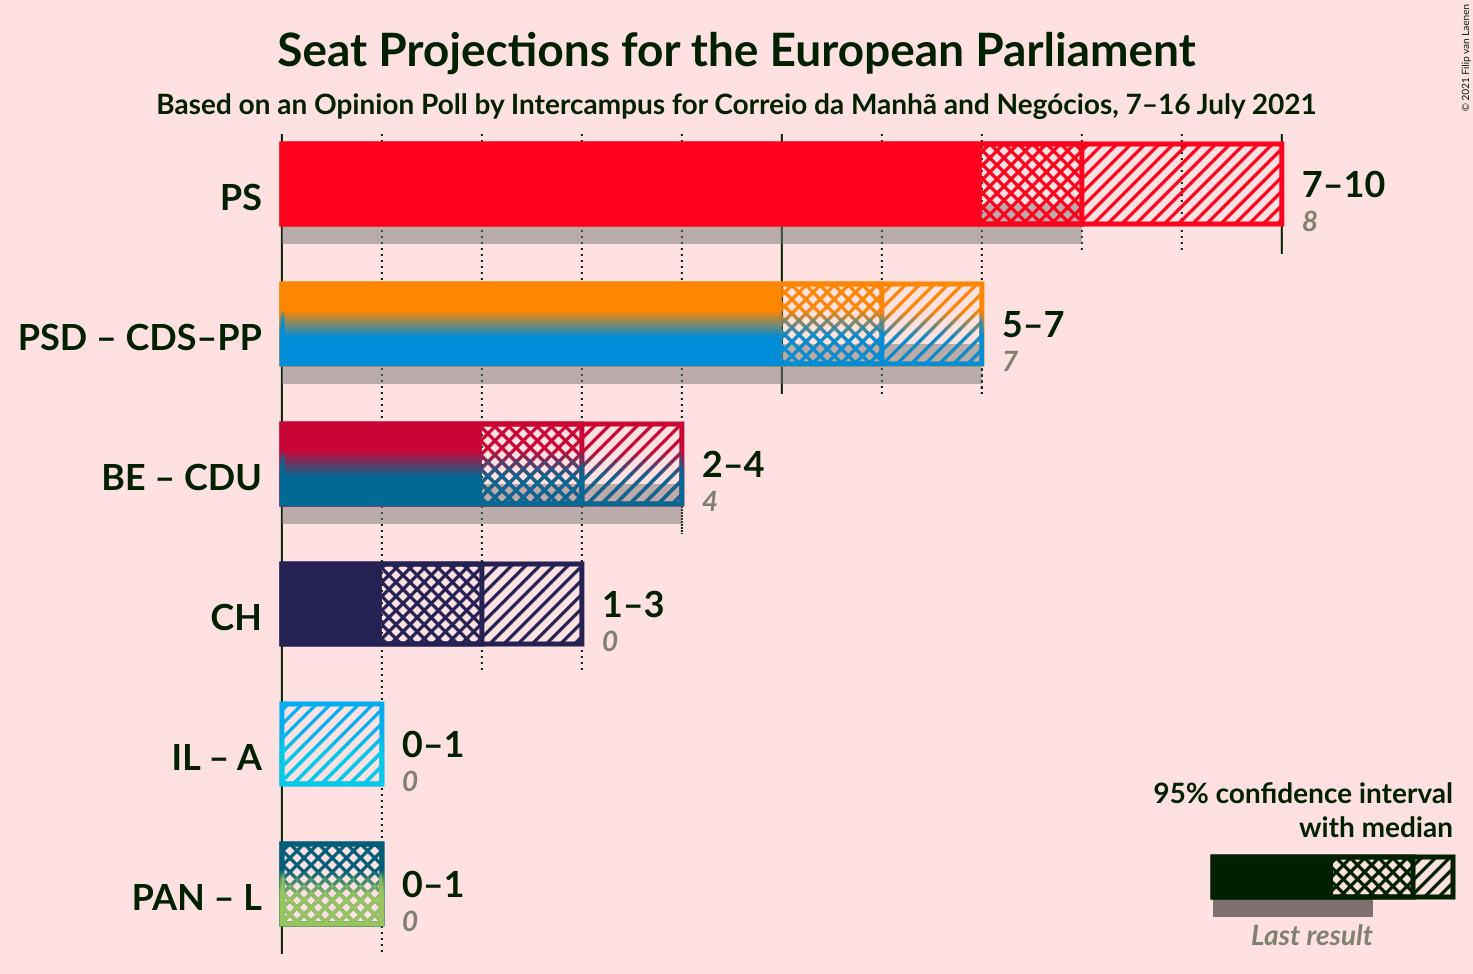 Seat Projections for the European Parliament
Based on an Opinion Poll by Intercampus for Correio da Manhã and Negócios, 7–16 July 2021
© 2021 Filip van Laenen
PS
7–10
8
PSD – CDS–PP
5–7
7
BE – CDU
2–4
4
CH
1–3
0
IL – A
0–1
0
PAN – L
0–1
0
95% confidence interval
with median
Last result